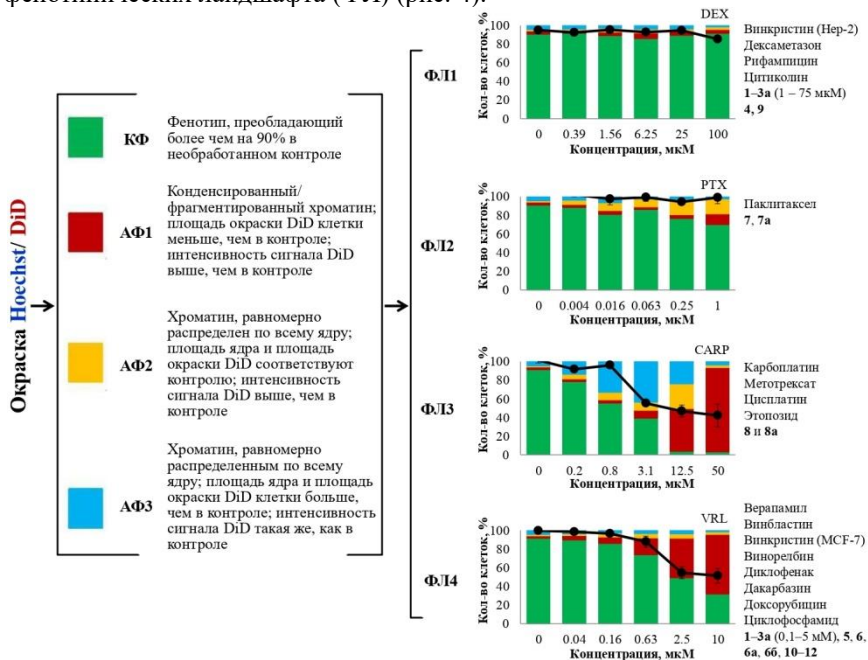 фенотипических ландшафта (ФЛ) (рис. 4).
Окраска Hoechst/ DiD
КФ
Фенотип, преобладающий
более чем на 90% в
необработанном контроле
АФ1
Конденсированный/
фрагментированный хроматин;
площадь окраски DiD клетки
меньше, чем в контроле;
интенсивность сигнала DiD
выше, чем в контроле
АФ2
Хроматин, равномерно
распределен по всему
ядру; площадь ядра и площадь
окраски DiD соответствуют
контролю; интенсивность
сигнала DiD выше, чем в
контроле
АФ3
Хроматин, равномерно
распределенным по всему
ядру; площадь ядра и площадь
окраски DiD клетки больше,
чем в контроле; интенсивность
сигнала DiD такая же, как в
контроле
ФЛ1
DEX
Кол-во клеток, %
100
80
60
40
20
0
0 0.39 1.56 6.25 25 100
Концентрация, мкМ
Винкристин (Hep-2)
Дексаметазон
Рифампицин
Цитиколин
1–3а (1 – 75 мкМ)
4, 9
ФЛ2
PTX
Кол-во клеток, %
100
80
60
40
20
0
0 0.004 0.016 0.063 0.25 1
Концентрация, мкМ
Паклитаксел
7, 7а
ФЛ3
CARP
Кол-во клеток, %
100
80
60
40
20
0
0 0.2 0.8 3.1 12.5 50
Концентрация, мкМ
Карбоплатин
Метотрексат
Цисплатин
Этопозид
8 и 8а
ФЛ4
VRL
Кол-во клеток, %
100
80
60
40
20
0
0 0.04 0.16 0.63 2.5 10
Концентрация, мкМ
Верапамил
Винбластин
Винкристин (MCF-7)
Винорелбин
Диклофенак
Дакарбазин
Доксорубицин
Циклофосфамид
1–3а (0,1–5 мМ), 5, 6,
6а, 6б, 10–12